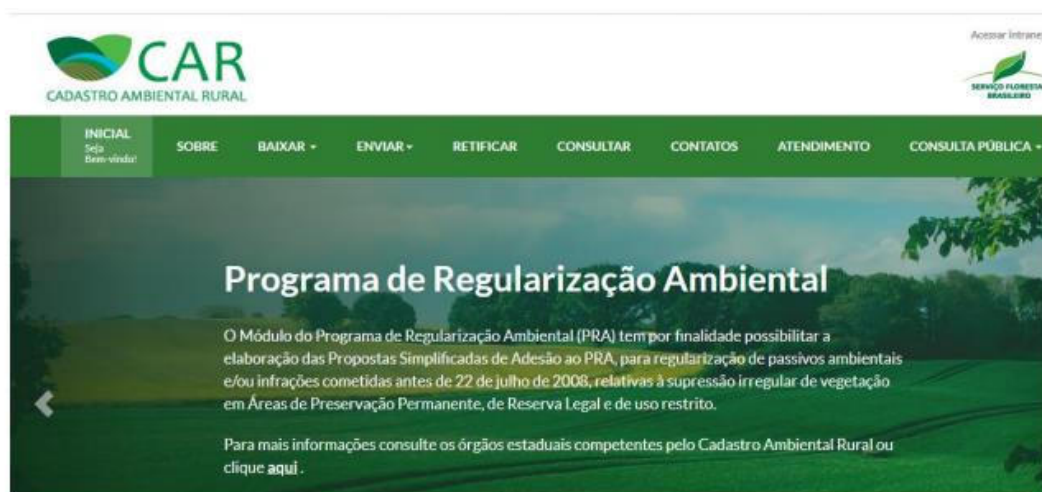 Acessar Intrane
CAR
CADASTRO AMBIENTAL RURAL
SERVIÇO FLORESTA
BRASILEIRO
INICIAL
Seja
Bem-vindo!
SOBRE
BAIXAR
ENVIAR
RETIFICAR
CONSULTAR
CONTATOS
ATENDIMENTO
CONSULTA PÚBLICA
Programa de Regularização Ambiental
O Módulo do Programa de Regularização Ambiental (PRA) tem por finalidade possibilitar a
elaboração das Propostas Simplificadas de Adesão ao PRA, para regularização de passivos ambientais
e/ou infrações cometidas antes de 22 de julho de 2008, relativas à supressão irregular de vegetação
em Áreas de Preservação Permanente, de Reserva Legal e de uso restrito.
Para mais informações consulte os órgãos estaduais competentes pelo Cadastro Ambiental Rural ou
clique aqui .